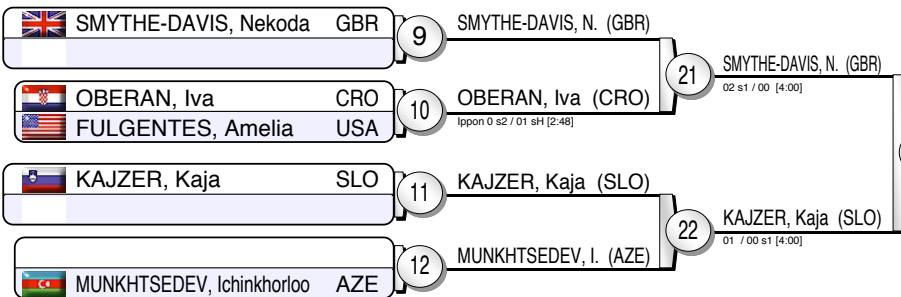 SMYTHE-DAVIS, Nekoda GBR
9
SMYTHE-DAVIS, N. (GBR)
OBERAN, Iva CRO
FULGENTES, Amelia USA
10
OBERAN, Iva (CRO)
Ippon 0 s2 / 01 sH [2:48]
21
SMYTHE-DAVIS, N. (GBR)
02 s1 / 00 [4:00]
KAJZER, Kaja SLO
11
KAJZER, Kaja (SLO)
MUNKHTSEDEV, Ichinkhorloo AZE
12
MUNKHTSEDEV, I. (AZE)
22
KAJZER, Kaja (SLO)
01 / 00 s1 [4:00]